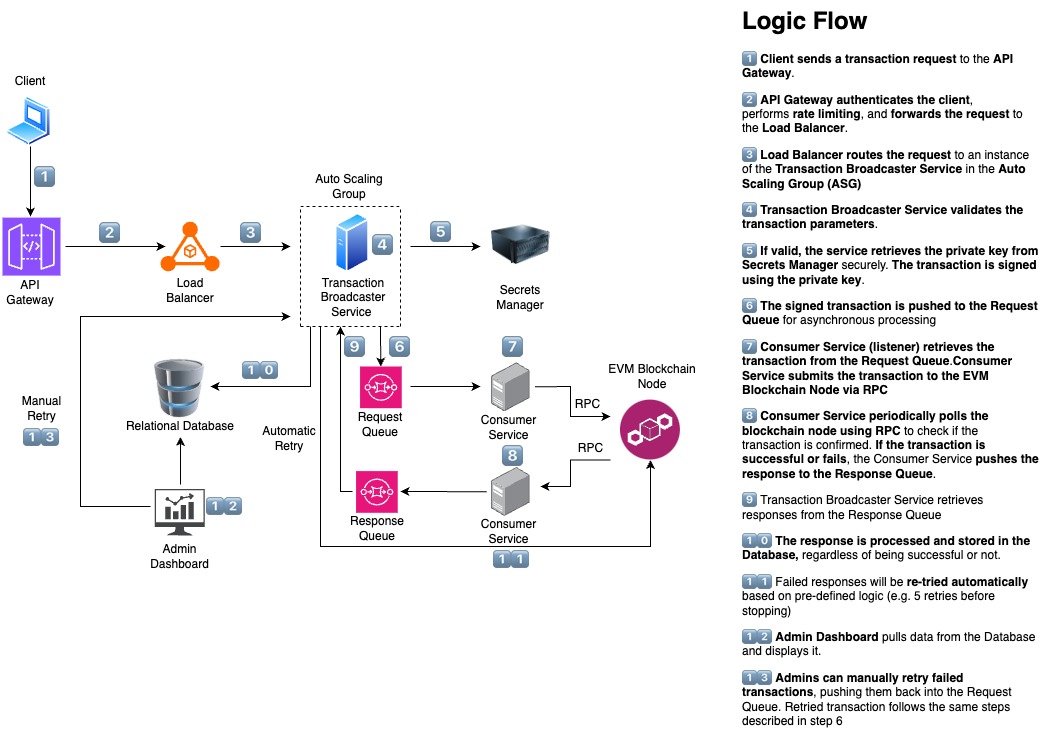 Logic Flow
1 Client sends a transaction request to the API
Gateway.
2 API Gateway authenticates the client,
performs rate limiting, and forwards the request to
the Load Balancer.
3 Load Balancer routes the request to an instance
of the Transaction Broadcaster Service in the Auto
Scaling Group (ASG)
4 Transaction Broadcaster Service validates the
transaction parameters.
5 If valid, the service retrieves the private key from
Secrets Manager securely. The transaction is signed
using the private key.
6 The signed transaction is pushed to the Request
Queue for asynchronous processing
7 Consumer Service (listener) retrieves the
transaction from the Request Queue.Consumer
Service submits the transaction to the EVM
Blockchain Node via RPC
8 Consumer Service periodically polls the
blockchain node using RPC to check if the
transaction is confirmed. If the transaction is
successful or fails, the Consumer Service pushes the
response to the Response Queue.
9 Transaction Broadcaster Service retrieves
responses from the Response Queue
10 The response is processed and stored in the
Database, regardless of being successful or not.
11 Failed responses will be re-tried automatically
based on pre-defined logic (e.g. 5 retries before
stopping)
12 Admin Dashboard pulls data from the Database
and displays it.
13 Admins can manually retry failed
transactions, pushing them back into the Request
Queue. Retried transaction follows the same steps
described in step 6
Client
1
API
Gateway
2
Load
Balancer
3
Auto Scaling
Group
4
Transaction
Broadcaster
Service
5
Secrets
Manager
9
6
7
10
Relational Database
Manual
Retry
13
Automatic
Retry
Request
Queue
Consumer
Service
RPC
EVM Blockchain
Node
8
RPC
Response
Queue
Consumer
Service
12
Admin
Dashboard
11